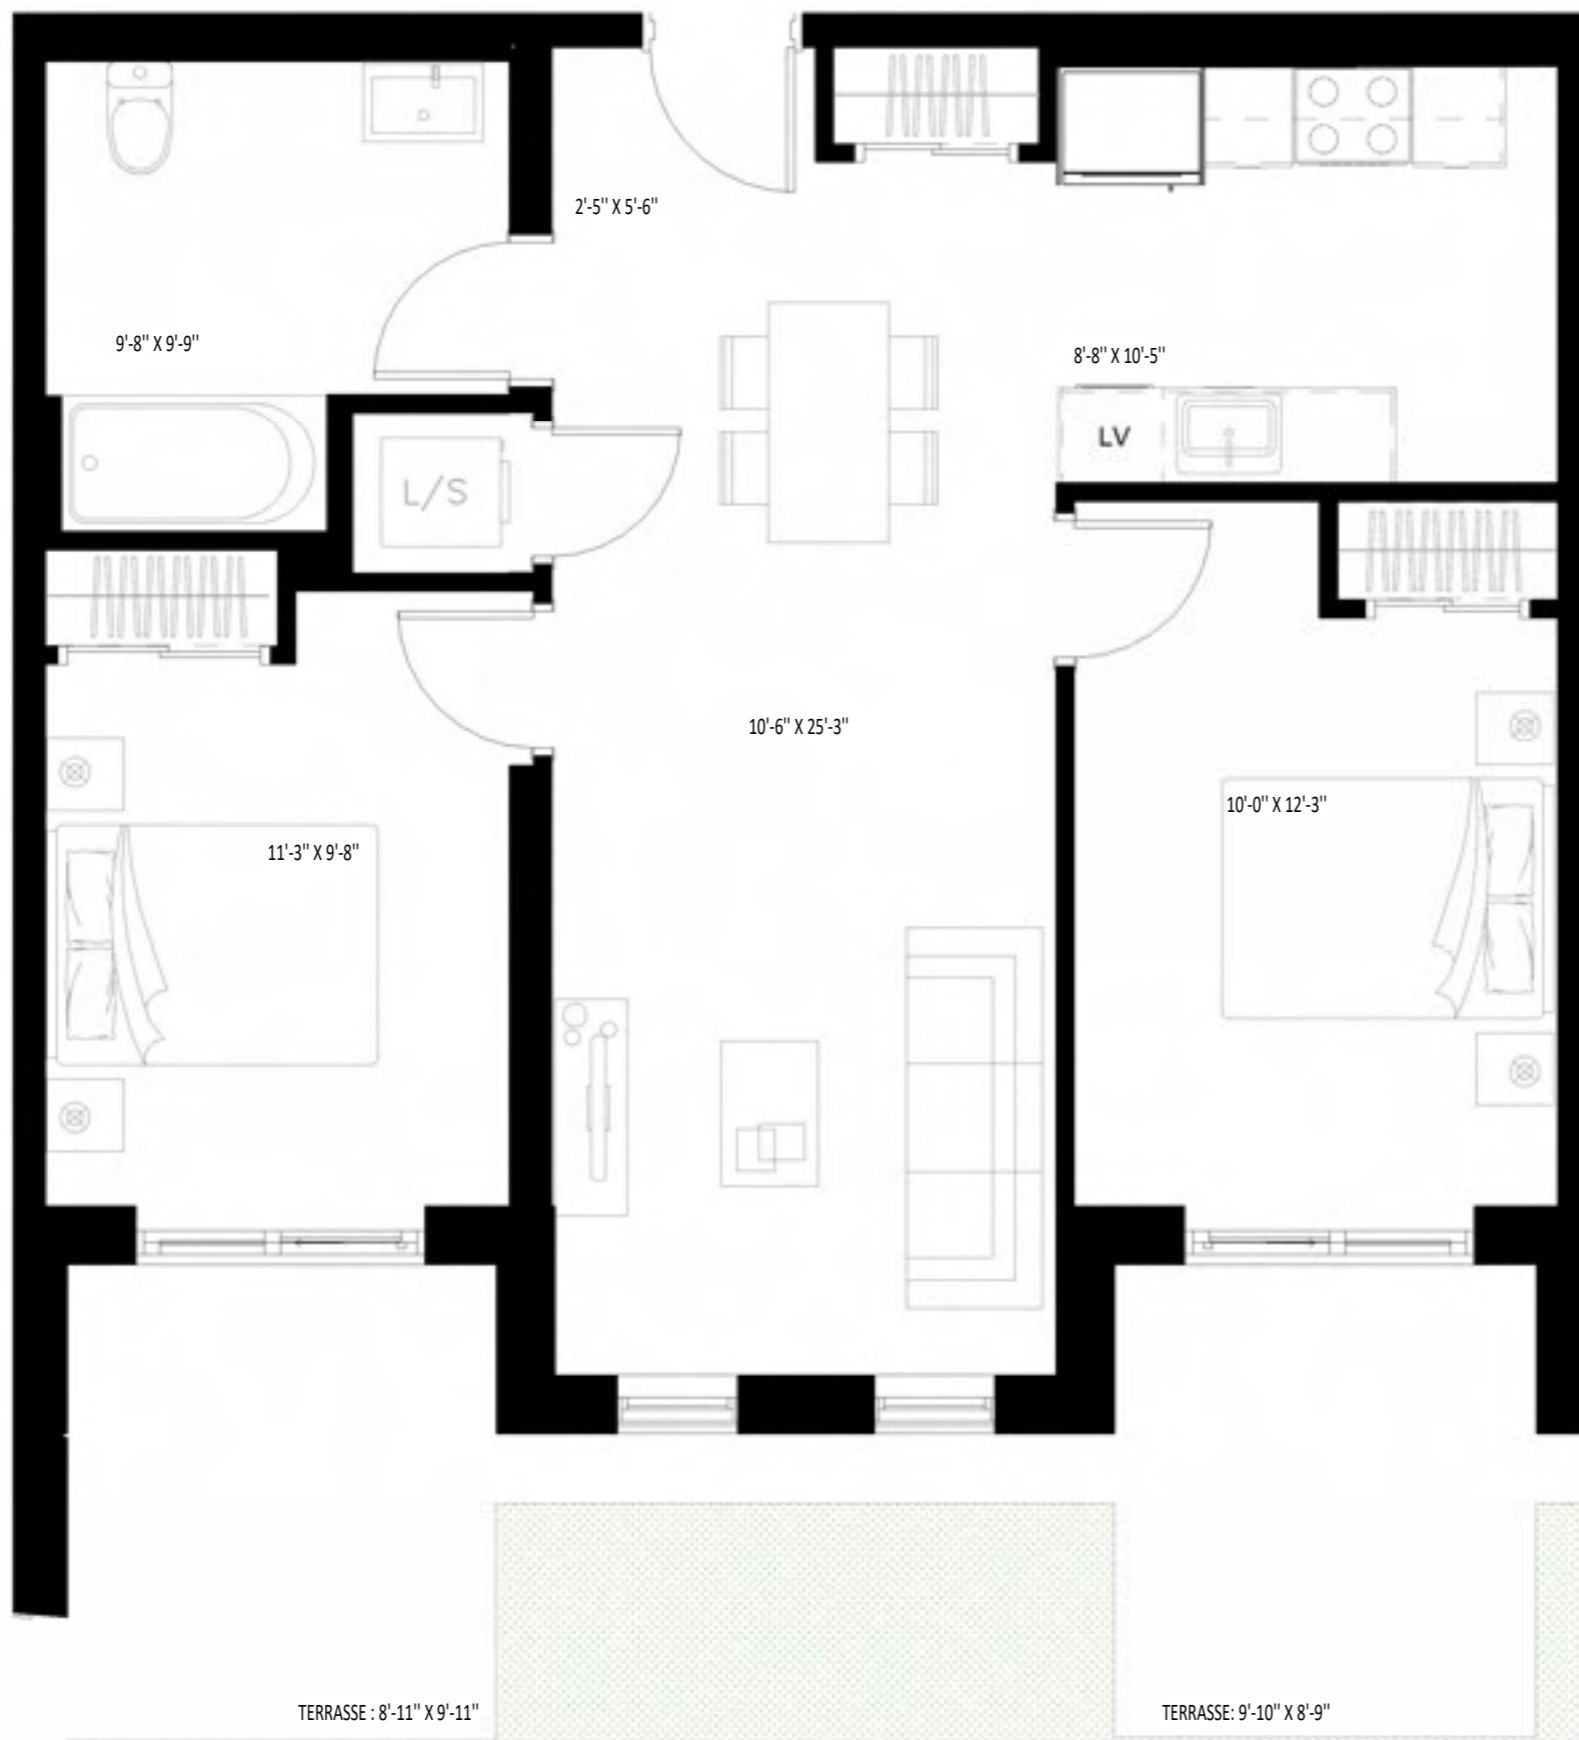 2'-5" X 5'-6"
9'-8" X 9'-9"
8'-8" X 10'-5"
LV
L/S
10'-6" X 25'-3"
10'-0" X 12'-3"
11'-3" X 9'-8"
TERRASSE : 8'-11" X 9'-11"
TERRASSE: 9'-10" X 8'-9"